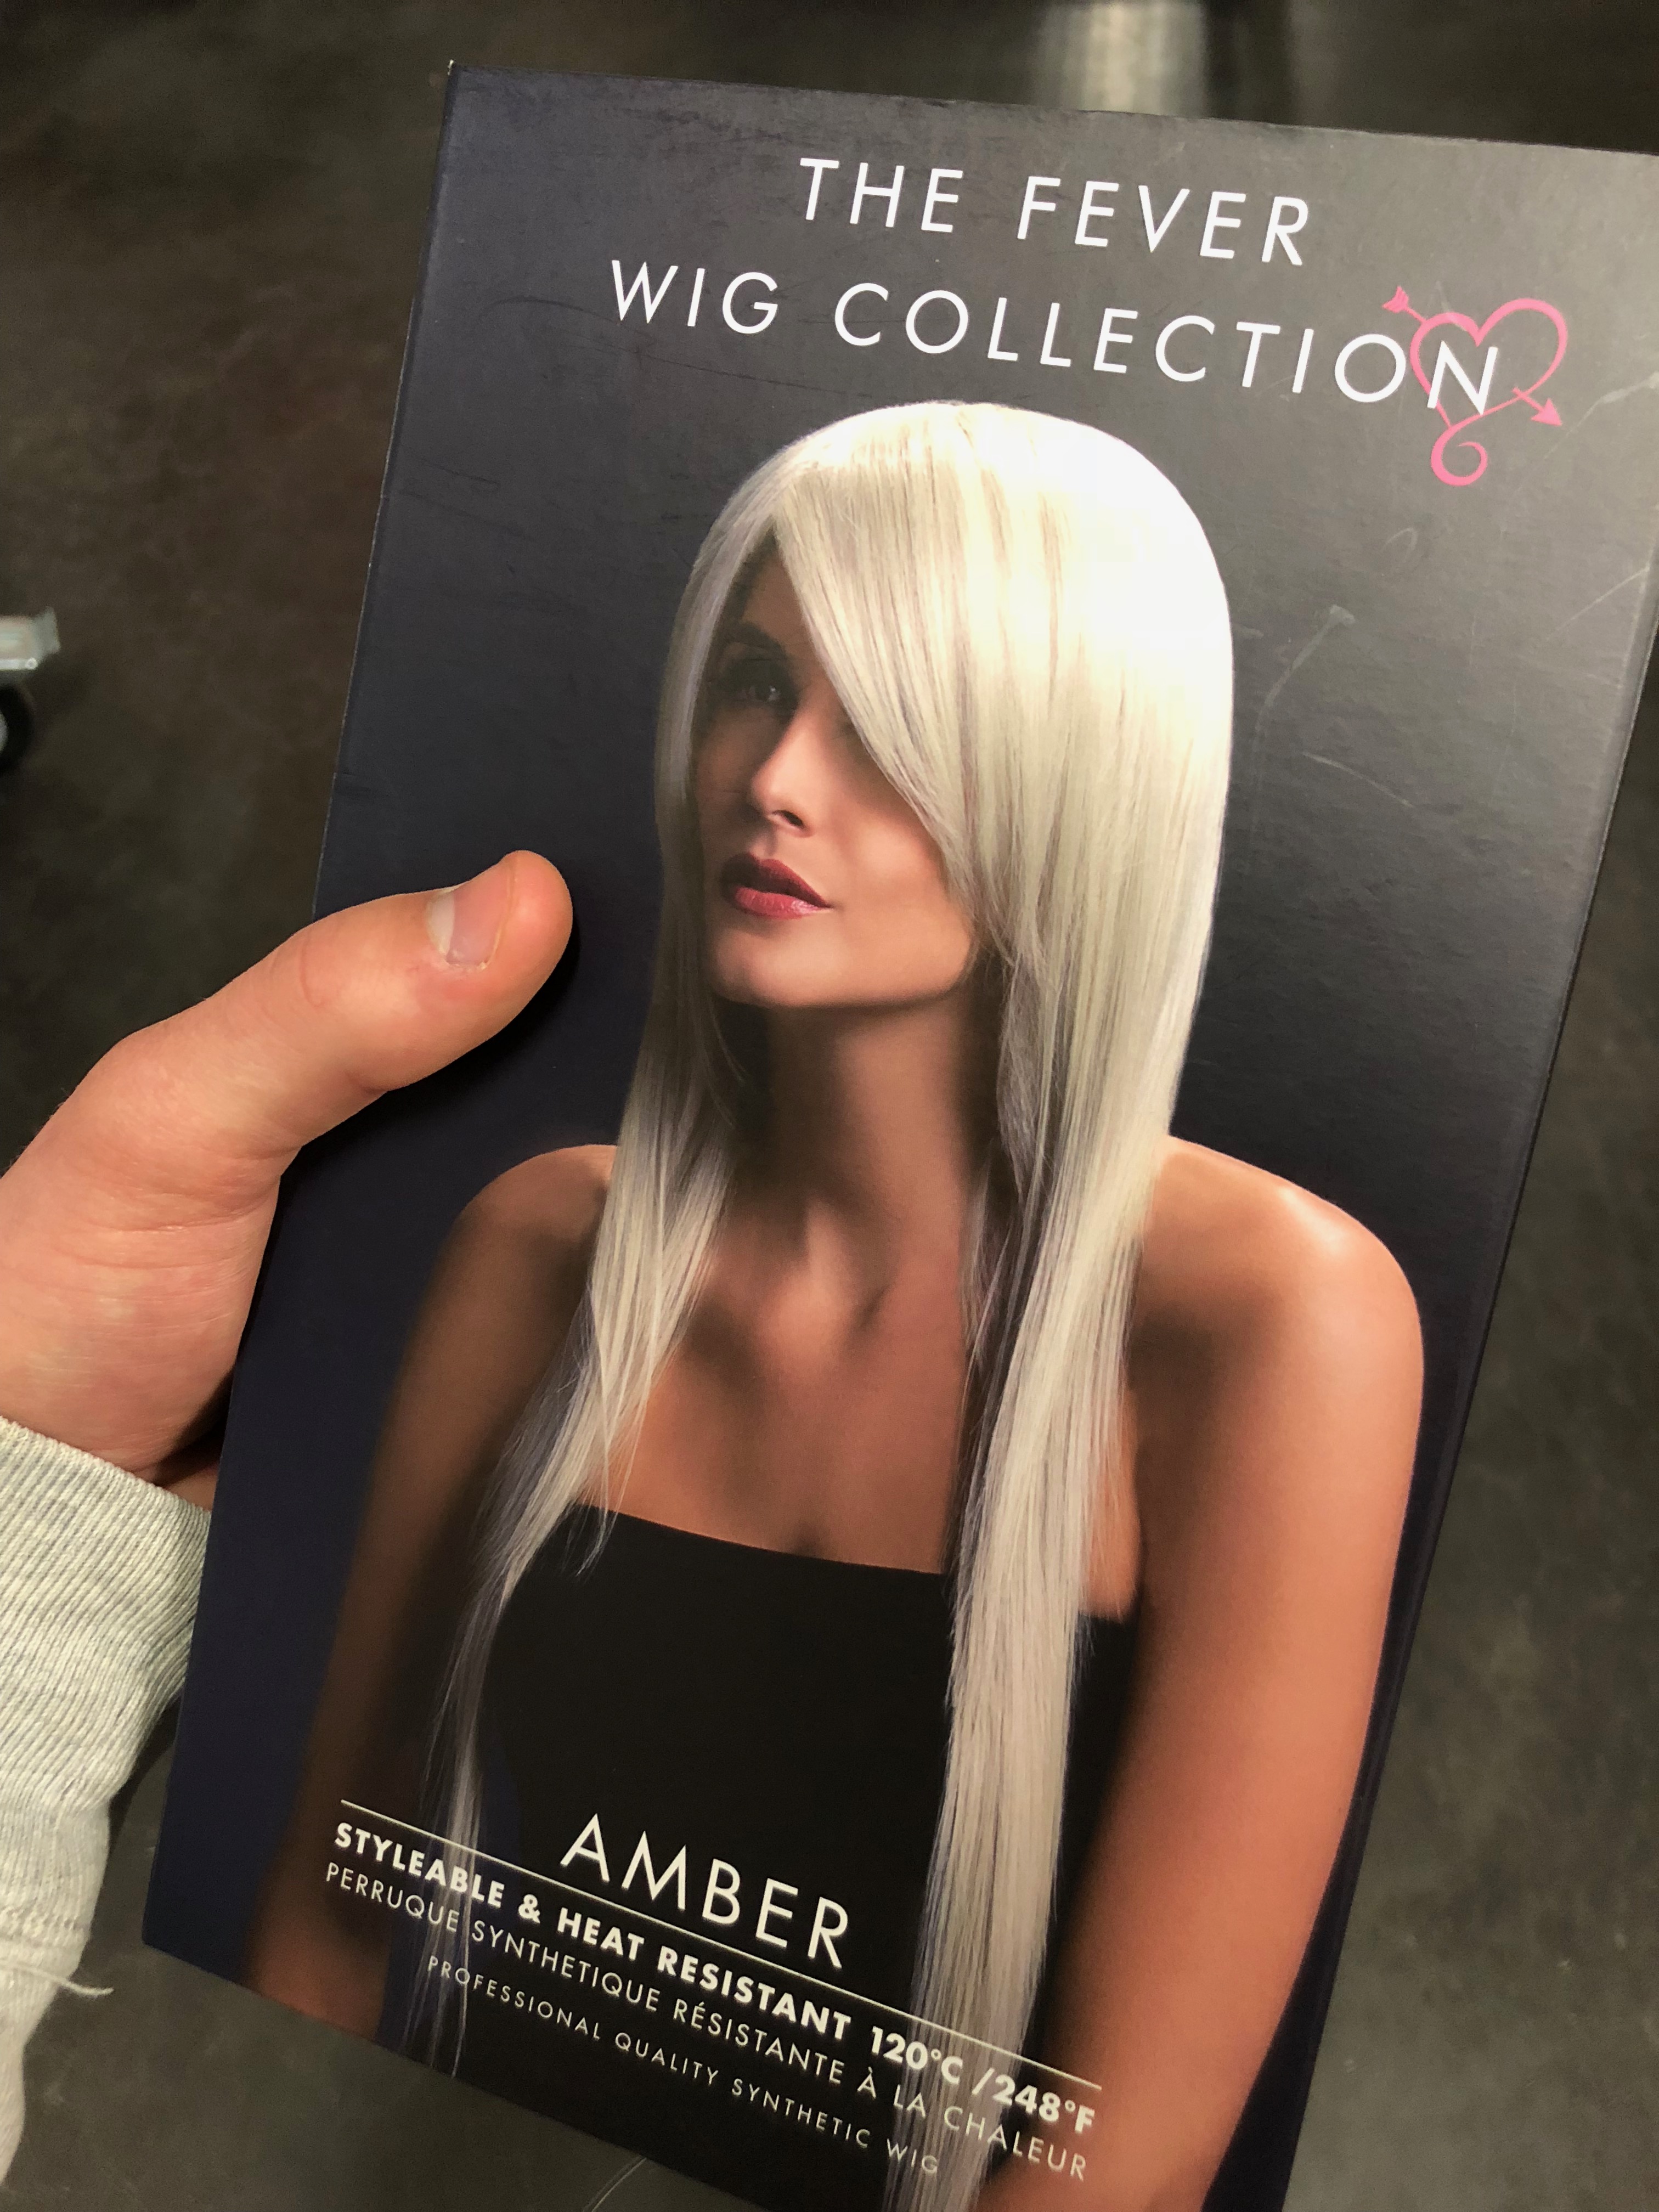 THE FEVER
WIG COLLECTION
AMBER
STYLEABLE & HEAT RESISTANT 120°C /248°F
PERRUQUE SYNTHETIQUE RÉSISTANTE À LA CHALEUR
PROFESSIONAL QUALITY SYNTHETIC WIG